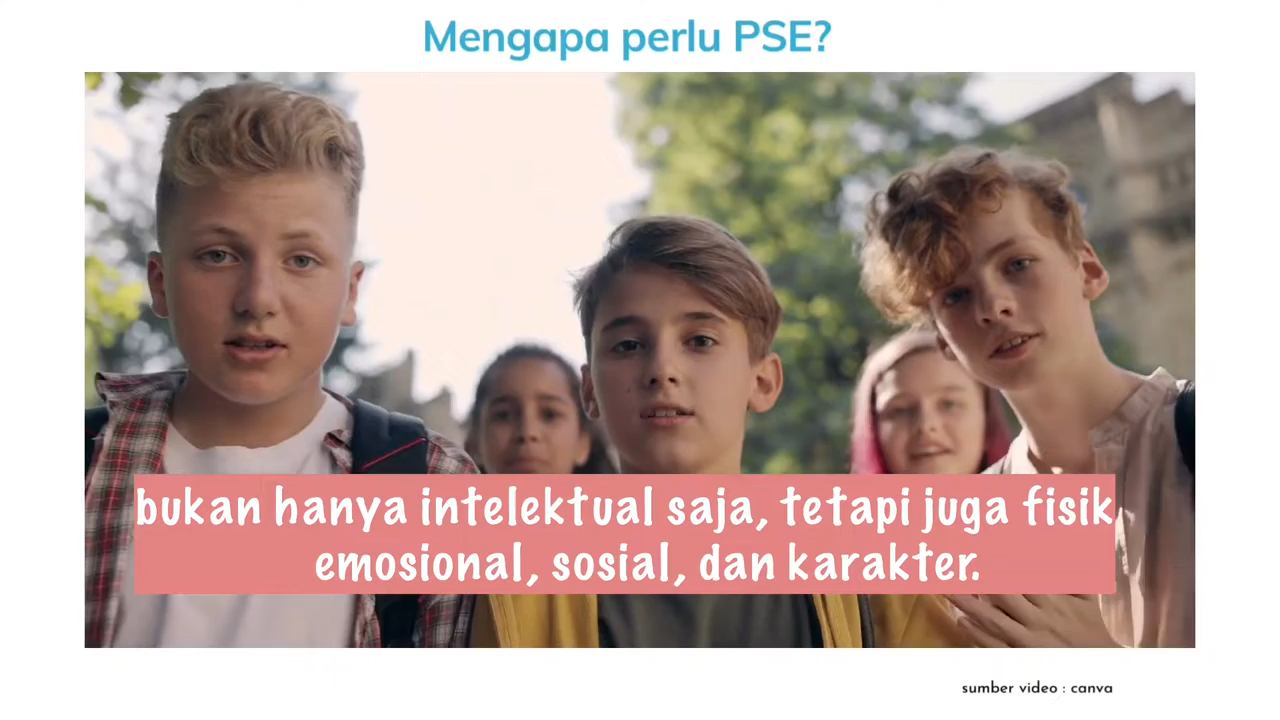 Mengapa perlu PSE?
bukan hanya intelektual saja, tetapi juga fisik
emosional, sosial, dan karakter.
sumber video : canva